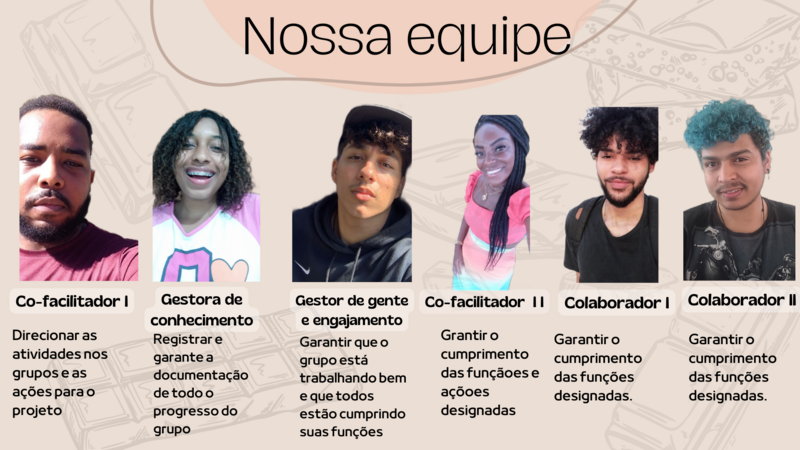 Nossa equipe
Co-facilitador I
Direcionar as
atividades nos
grupos e as
ações para o
projeto
Gestora de
conhecimento
Registrar e
garante a
documentação
de todo o
progresso do
grupo
Gestor de gente
e engajamento
Garantir que o
grupo está
trabalhando bem
e que todos
estão cumprindo
suas funções
Co-facilitador I I
Grantir o
cumprimento
das funçãoes e
açõoes
designadas
Colaborador I
Garantir o
cumprimento
das funções
designadas.
Colaborador II
Garantir o
cumprimento
das funções
designadas.